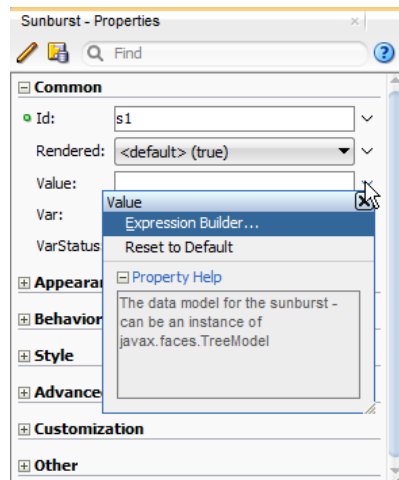 Sunburst - Properties
Find
Common
Id: s1
Rendered: <default> (true)
Value:
Value
Var:
Expression Builder...
VarStatus
Reset to Default
Appearan
Property Help
The data model for the sunburst -
can be an instance of
javax.faces.TreeModel
Behavior
Style
Advance
Customization
Other